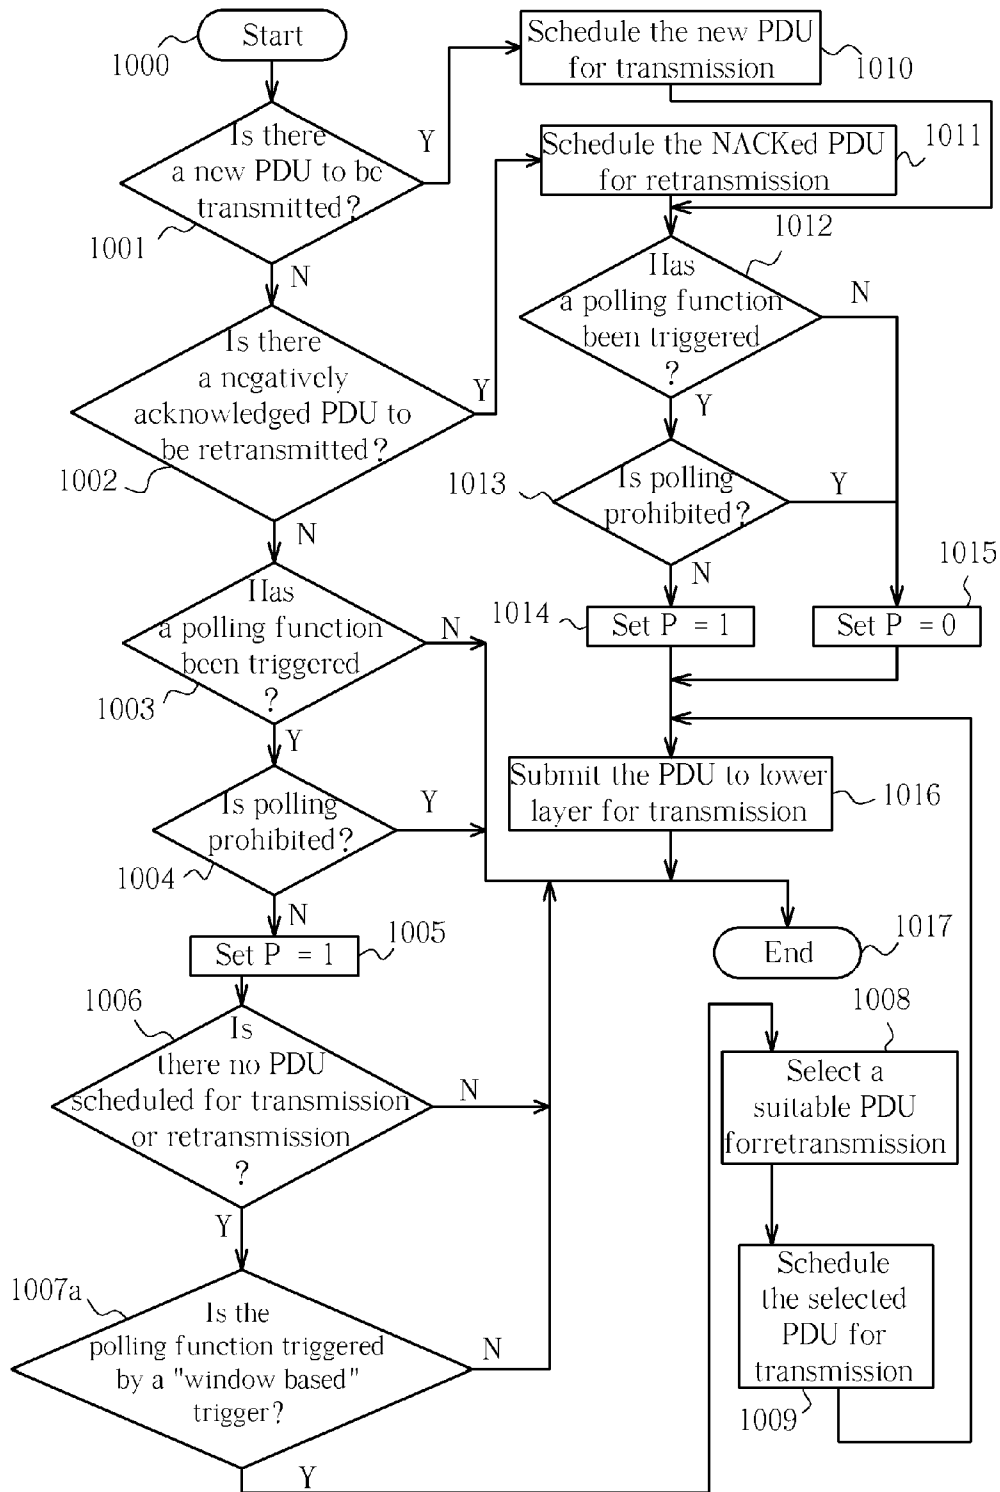 Start
1000
Is there
a new PDU to be
transmitted?
1001
Y
N
Schedule the new PDU
for transmission
1010
Is there
a negatively
acknowledged PDU to
be retransmitted?
1002
Y
N
Schedule the NACKed PDU
for retransmission
1011
Has
a polling function
been triggered
?
1012
N
Y
Is polling
prohibited?
1013
Y
N
Set P = 1
1014
Set P = 0
1015
Has
a polling function
been triggered
?
1003
N
Y
Is polling
prohibited?
1004
Y
N
Set P = 1
1005
Submit the PDU to lower
layer for transmission
1016
End
1017
Is
there no PDU
scheduled for transmission
or retransmission
?
1006
N
Y
Is the
polling function triggered
by a "window based"
trigger?
1007a
N
Y
Select a
suitable PDU
forretransmission
1008
Schedule
the selected
PDU for
transmission
1009